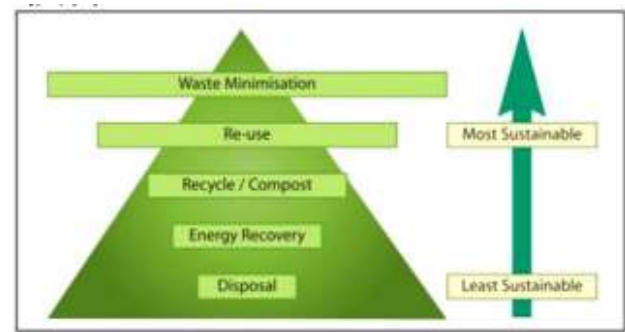 Waste Minimisation
Re-use
Most Sustainable
Recycle / Compost
Energy Recovery
Disposal
Least Sustainable